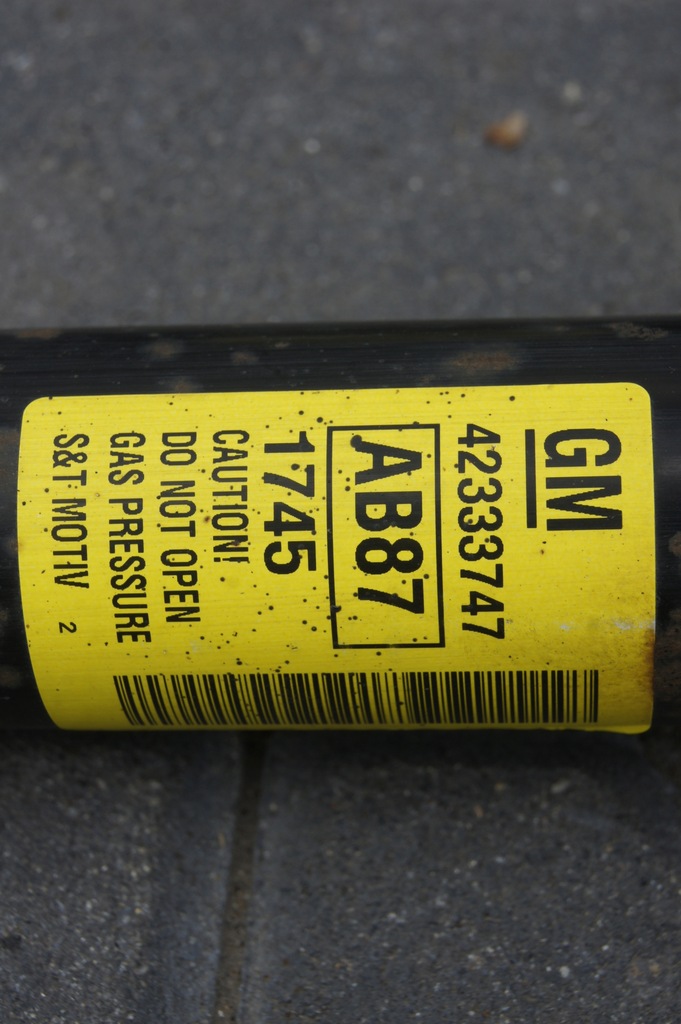 GM
42333747
AB87
1745
CAUTION!
DO NOT OPEN
GAS PRESSURE
S&T MOTIV 2